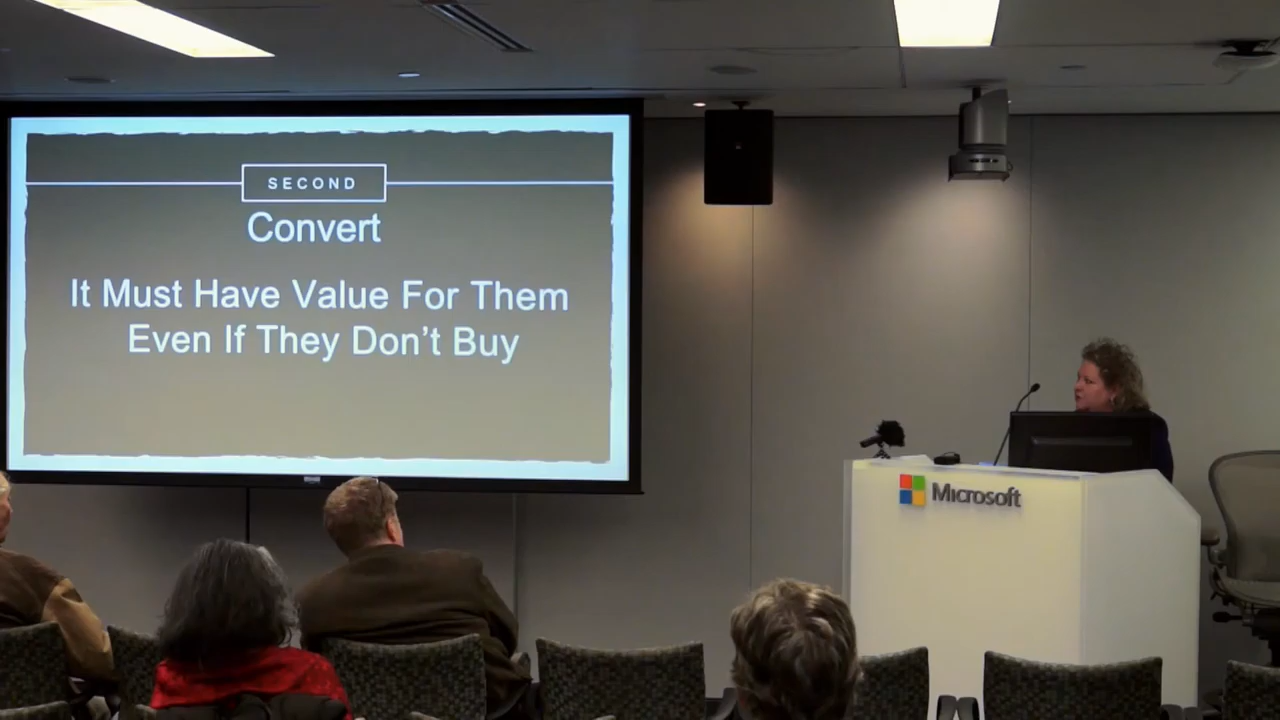 SECOND
Convert
It Must Have Value For Them
Even If They Don't Buy
Microsoft